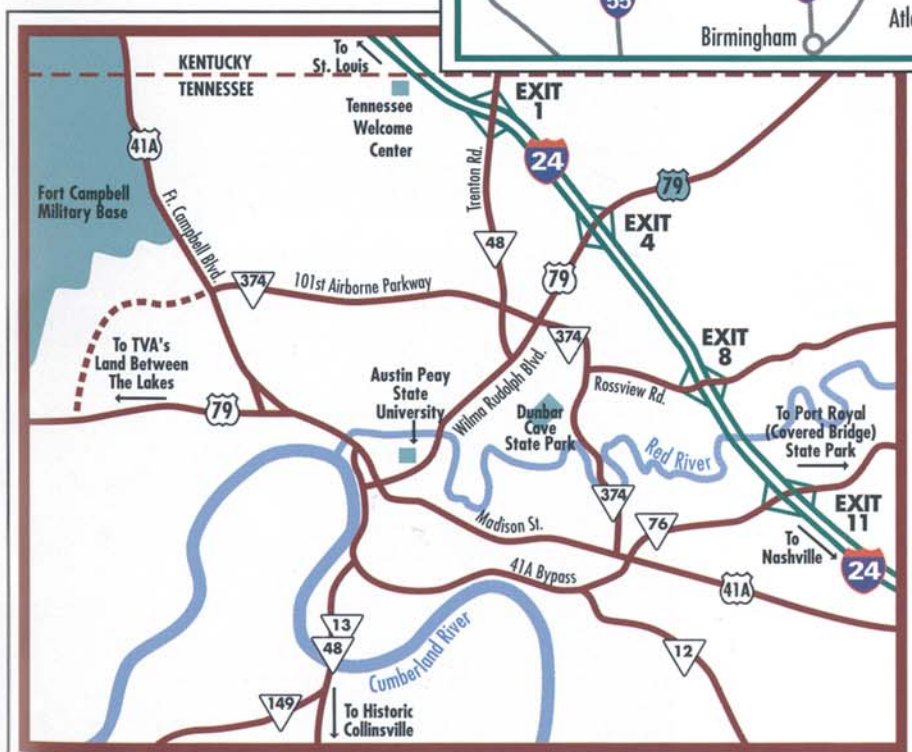 55
Birmingham
To
St. Louis
KENTUCKY
TENNESSEE
Tennessee
Welcome
Center
EXIT
1
24
41A
Fort Campbell
Military Base
Ft. Campbell Blvd.
Trenton Rd.
79
EXIT
4
48
79
374
101st Airborne Parkway
374
EXIT
8
To TVA's
Land Between
The Lakes
79
Austin Peay
State
University
Wilma Rudolph Blvd.
Dunbar
Cave
State Park
Rossview Rd.
Red River
To Port Royal
(Covered Bridge)
State Park
374
Madison St.
76
EXIT
11
To
Nashville
24
41A Bypass
41A
13
48
Cumberland River
12
149
To Historic
Collinsville